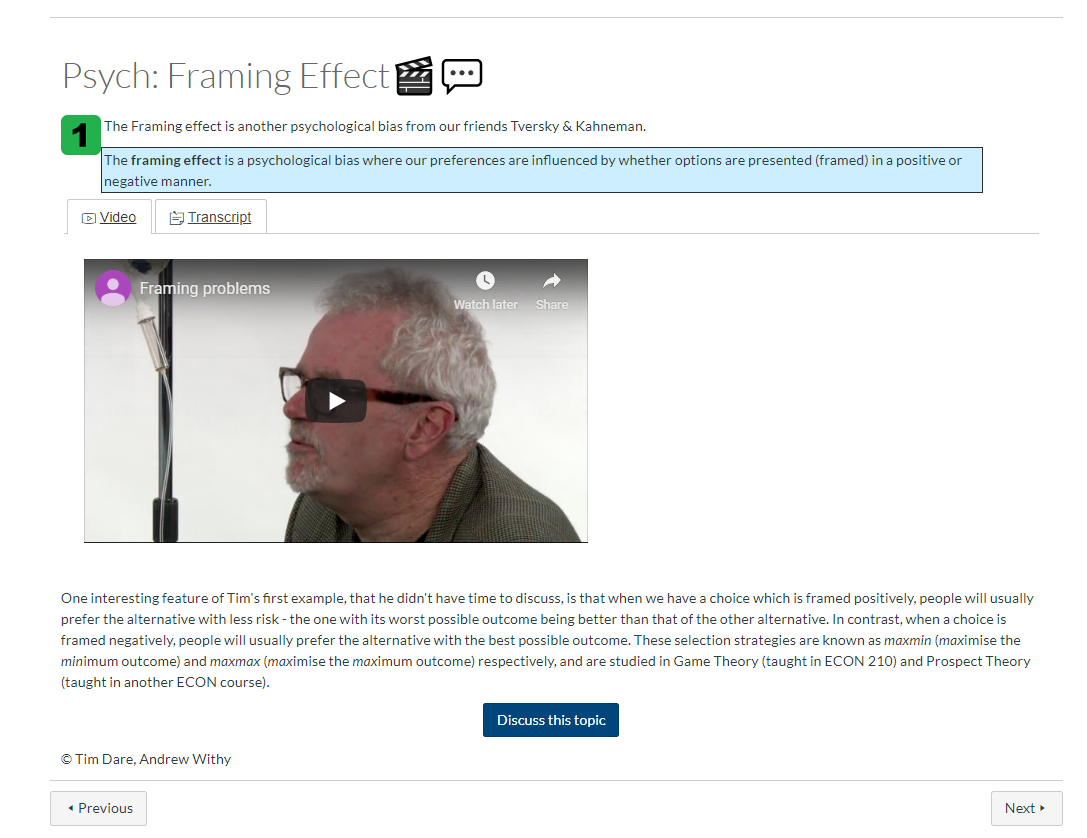 Psych: Framing Effect
1
The Framing effect is another psychological bias from our friends Tversky & Kahneman.
The framing effect is a psychological bias where our preferences are influenced by whether options are presented (framed) in a positive or
negative manner.
Video
Transcript
Framing problems
Watch later
Share
One interesting feature of Tim's first example, that he didn't have time to discuss, is that when we have a choice which is framed positively, people will usually
prefer the alternative with less risk - the one with its worst possible outcome being better than that of the other alternative. In contrast, when a choice is
framed negatively, people will usually prefer the alternative with the best possible outcome. These selection strategies are known as maxmin (maximise the
minimum outcome) and maxmax (maximise the maximum outcome) respectively, and are studied in Game Theory (taught in ECON 210) and Prospect Theory
(taught in another ECON course).
Discuss this topic
© Tim Dare, Andrew Withy
Previous
Next